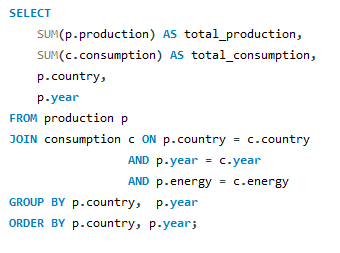 SELECT
    SUM(p.production) AS total_production,
    SUM(c.consumption) AS total_consumption,
    p.country,
    p.year
FROM production p
JOIN consumption c ON p.country = c.country
                 AND p.year = c.year
                 AND p.energy = c.energy
GROUP BY p.country,  p.year
ORDER BY p.country, p.year;